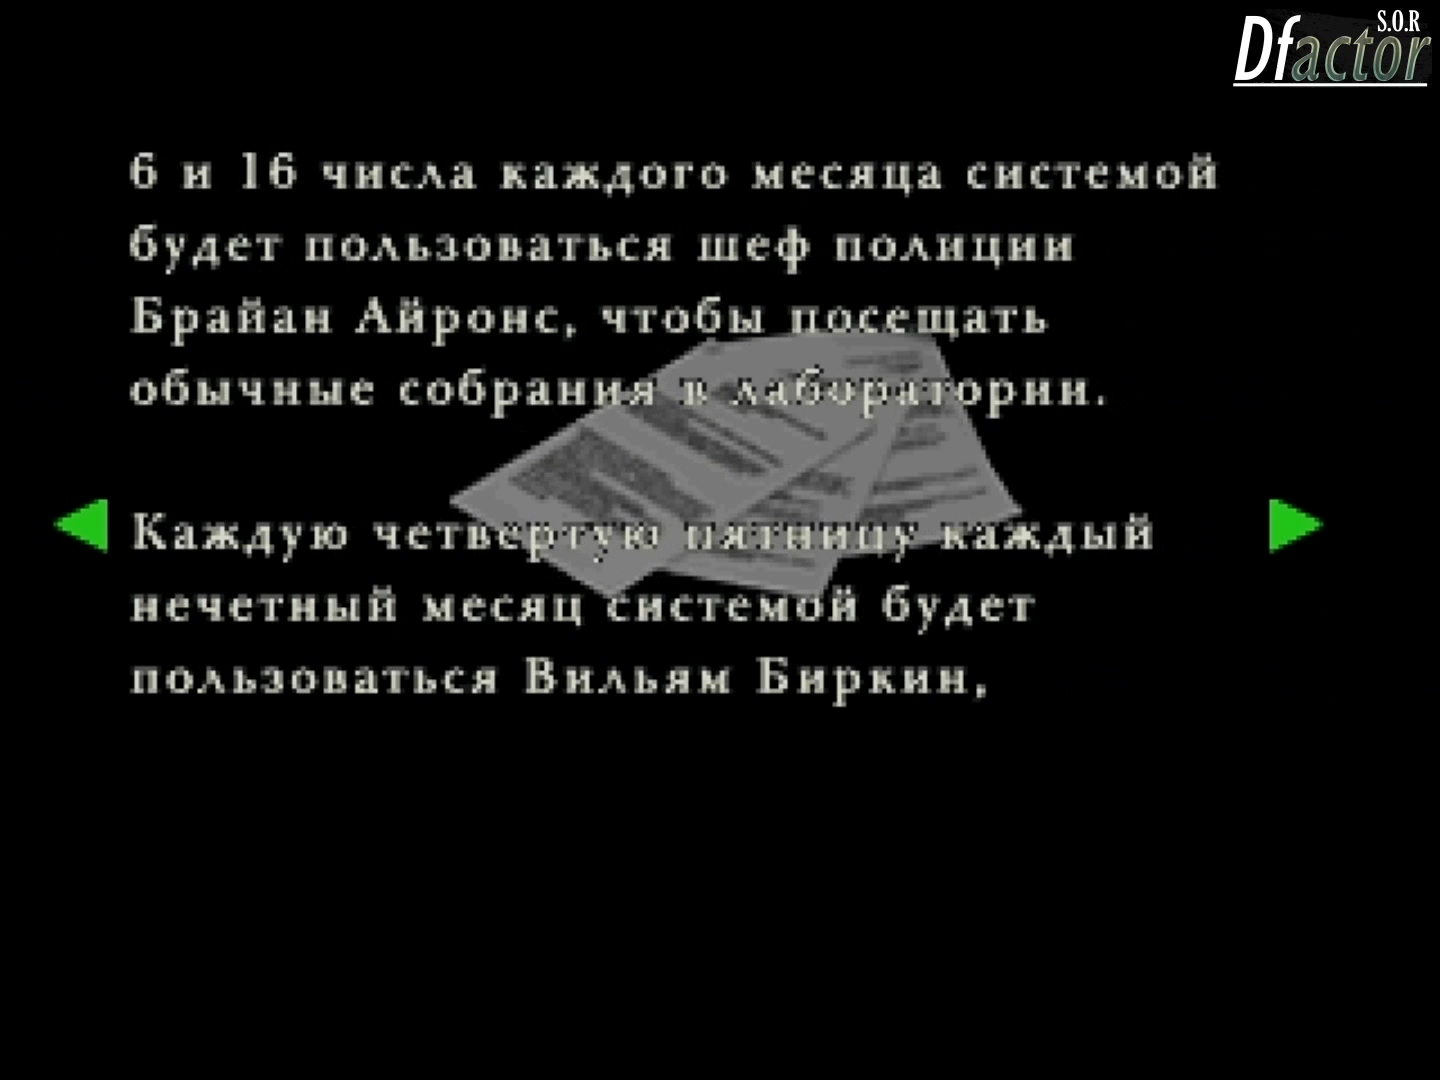 S.O.R
Dfactor
6 и 16 числа каждого месяца системой
будет пользоваться шеф полиции
Брайан Айронс, чтобы посещать
обычные собрания в лаборатории.
Каждую четвертую пятницу каждый
нечетный месяц системой будет
пользоваться Вильям Биркин,